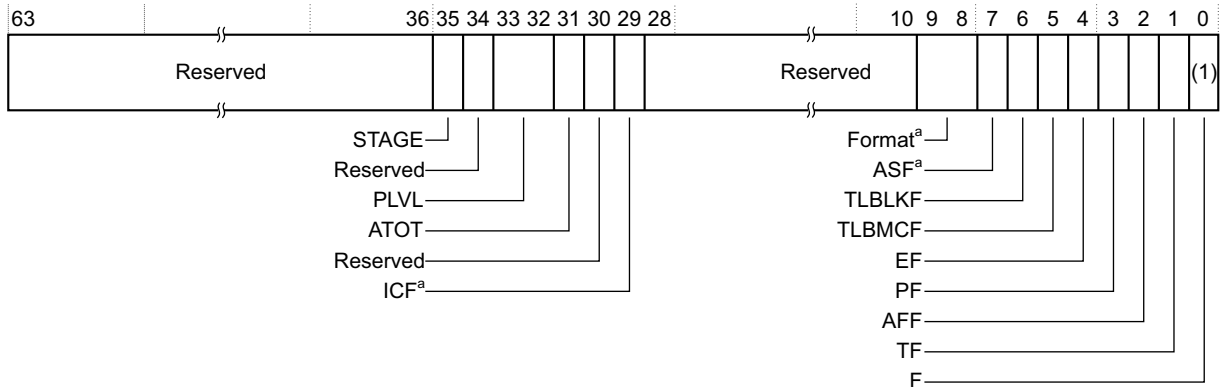 63 36 35 34 33 32 31 30 29 28 10 9 8 7 6 5 4 3 2 1 0
Reserved Reserved (1)
STAGE Formatᵃ
Reserved ASFᵃ
PLVL TLBLKF
ATOT TLBMCF
Reserved EF
ICFᵃ PF
AFF
TF
F